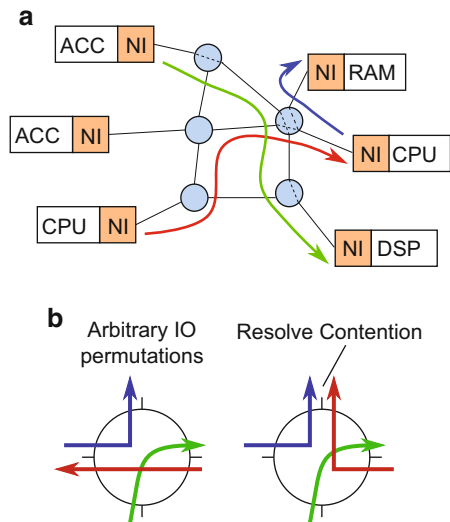 a
ACC NI
NI RAM
ACC NI
NI CPU
CPU NI
NI DSP
b
Arbitrary IO
permutations
Resolve Contention